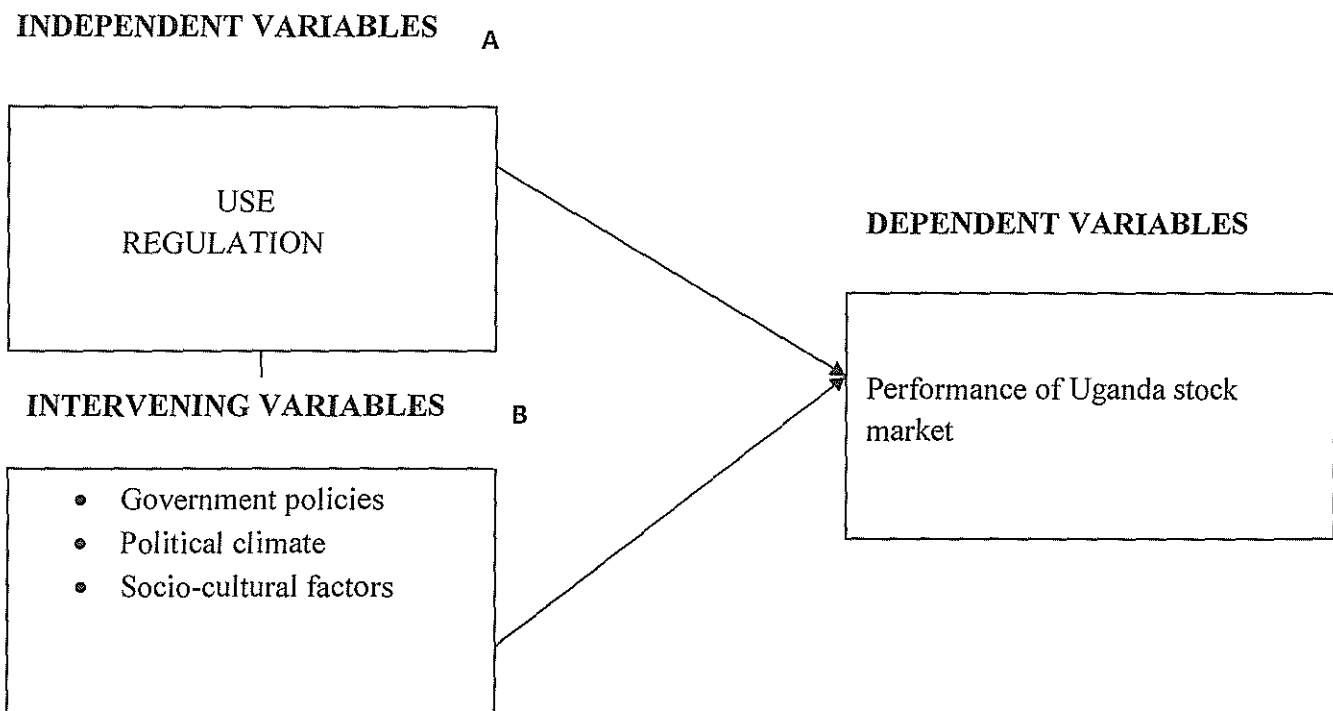 INDEPENDENT VARIABLES
A
USE
REGULATION
DEPENDENT VARIABLES
Performance of Uganda stock
market
INTERVENING VARIABLES
B
• Government policies
• Political climate
• Socio-cultural factors